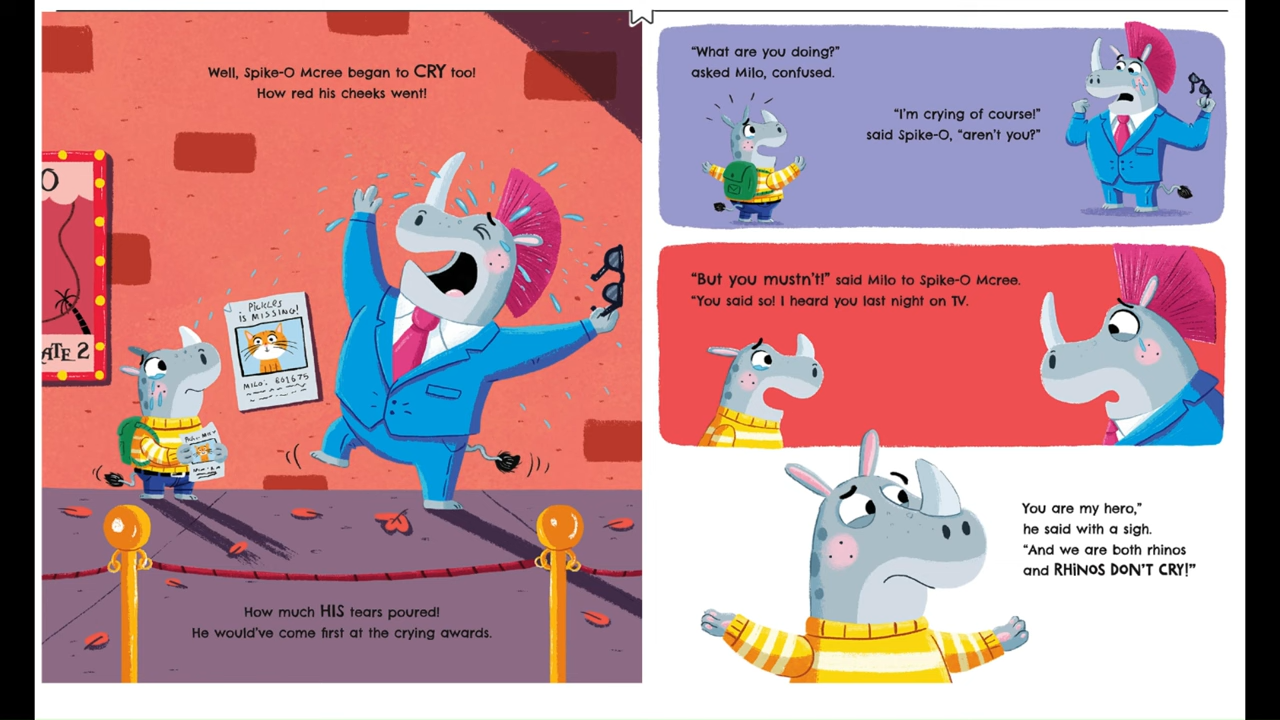 Well, Spike-O Mcree began to CRY too!
How red his cheeks went!
O
ATE 2
Pickles
is MISSING!
MILO: 601675
How much HIS tears poured!
He would've come first at the crying awards.
"What are you doing?"
asked Milo, confused.
"I'm crying of course!"
said Spike-O, "aren't you?"
"But you mustn't!" said Milo to Spike-O Mcree.
"You said so! I heard you last night on TV.
You are my hero,"
he said with a sigh.
"And we are both rhinos
and RHINOS DON'T CRY!"